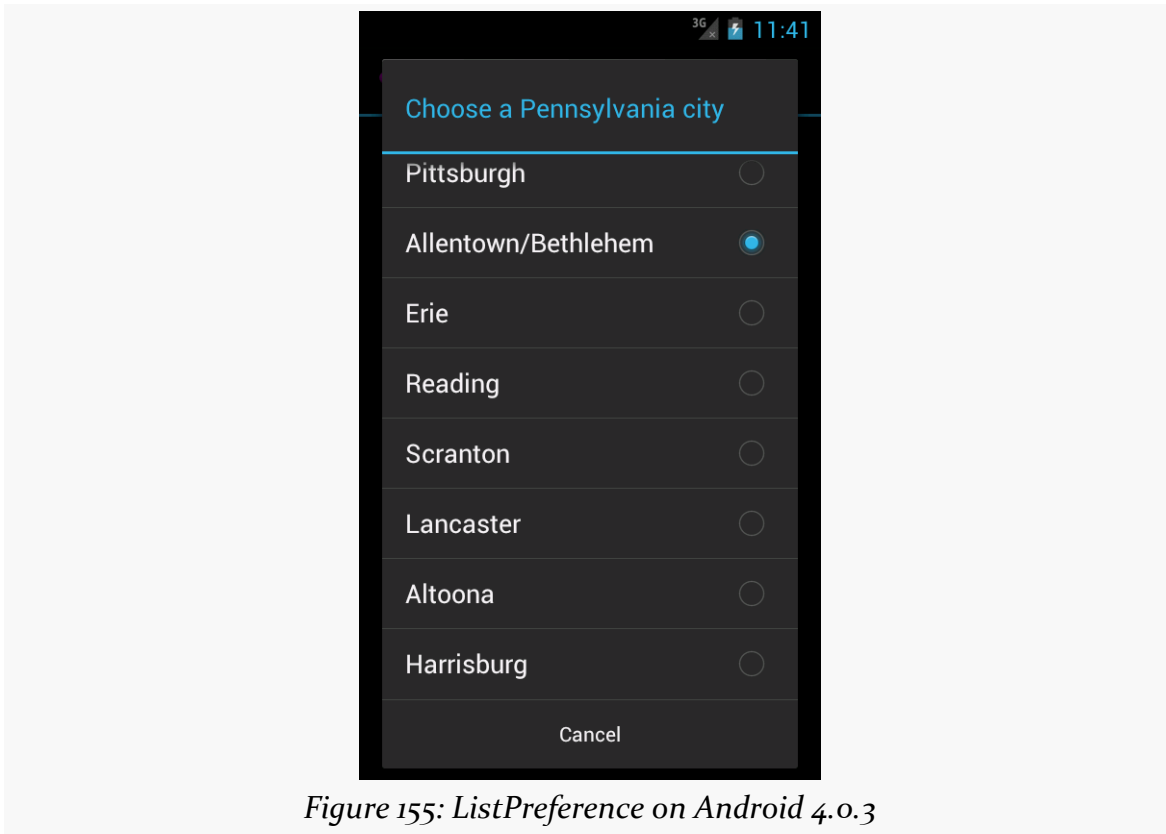 3G 11:41
Choose a Pennsylvania city
Pittsburgh
Allentown/Bethlehem
Erie
Reading
Scranton
Lancaster
Altoona
Harrisburg
Cancel
Figure 155: ListPreference on Android 4.0.3